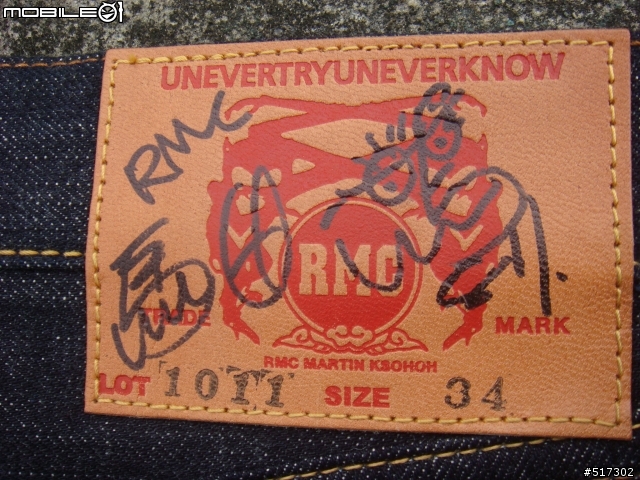 MOBILE01
UNEVERTRYUNEVERKNOW
RMC
RMC
TRADE MARK
RMC MARTIN KSOHOH
LOT 1011 SIZE 34
#517302